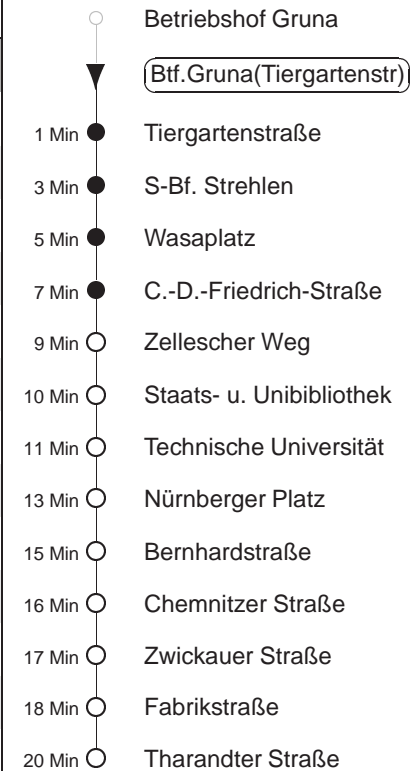 Betriebshof Gruna
Btf.Gruna(Tiergartenstr)
1 Min Tiergartenstraße
3 Min S-Bf. Strehlen
5 Min Wasaplatz
7 Min C.-D.-Friedrich-Straße
9 Min Zellescher Weg
10 Min Staats- u. Unibibliothek
11 Min Technische Universität
13 Min Nürnberger Platz
15 Min Bernhardstraße
16 Min Chemnitzer Straße
17 Min Zwickauer Straße
18 Min Fabrikstraße
20 Min Tharandter Straße